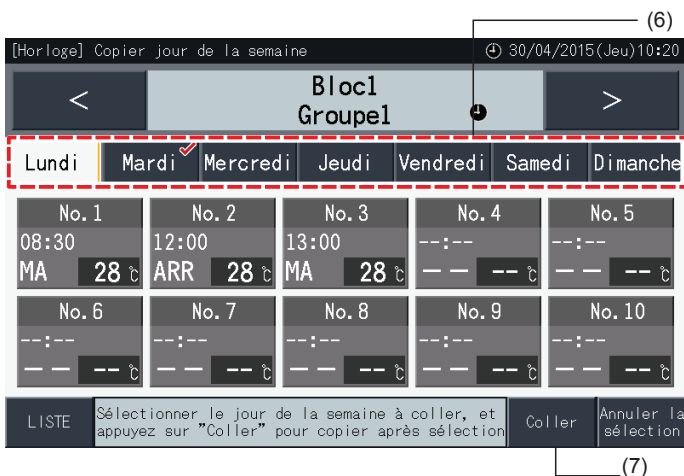 (6)
[Horloge] Copier jour de la semaine 30/04/2015(Jeu)10:20
< Bloc1 >
Groupe1
Lundi Mardi Mercredi Jeudi Vendredi Samedi Dimanche
No.1 No.2 No.3 No.4 No.5
08:30 12:00 13:00 --:-- --:--
MA 28 ℃ ARR 28 ℃ MA 28 ℃ -- -- ℃ -- -- ℃
No.6 No.7 No.8 No.9 No.10
--:-- --:-- --:-- --:-- --:--
-- -- ℃ -- -- ℃ -- -- ℃ -- -- ℃ -- -- ℃
LISTE
Sélectionner le jour de la semaine à coller, et
appuyez sur "Coller" pour copier après sélection
Coller
Annuler la
sélection
(7)